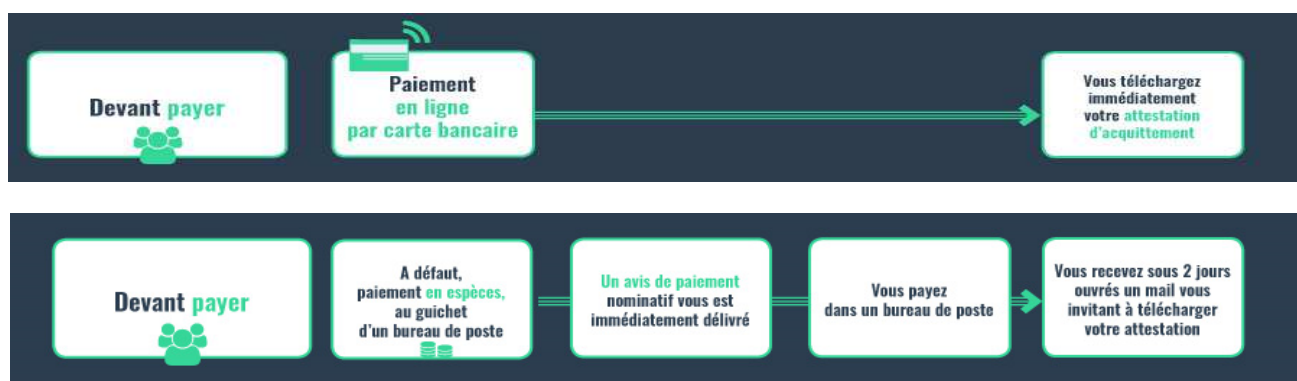 Devant payer
Paiement
en ligne
par carte bancaire
Vous téléchargez
immédiatement
votre attestation
d'acquittement
Devant payer
A défaut,
paiement en espèces,
au guichet
d'un bureau de poste
Un avis de paiement
nominatif vous est
immédiatement délivré
Vous payez
dans un bureau de poste
Vous recevez sous 2 jours
ouvrés un mail vous
invitant à télécharger
votre attestation